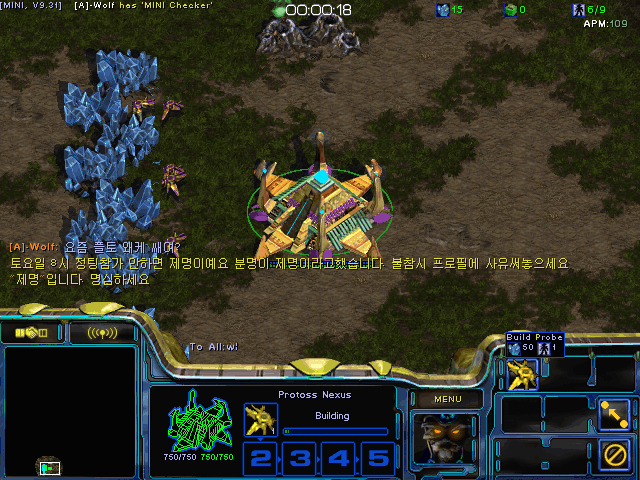 [MINI, V9.31] [A]-Wolf has 'MINI Checker'
00:00:18
15 0 6/9
APM:109
[A]-Wolf: 요즘 플토 왜케 쌔여?
토요일 8시 정팅참가 안하면 제명이예요 분명이 제명이라고했습니다 불참시 프로필에 사유써놓으세요
"제명"입니다 명심하세요
To All:w!
Build Probe
50 1
Protoss Nexus
Building
1
2 3 4 5
750/750 750/750
MENU